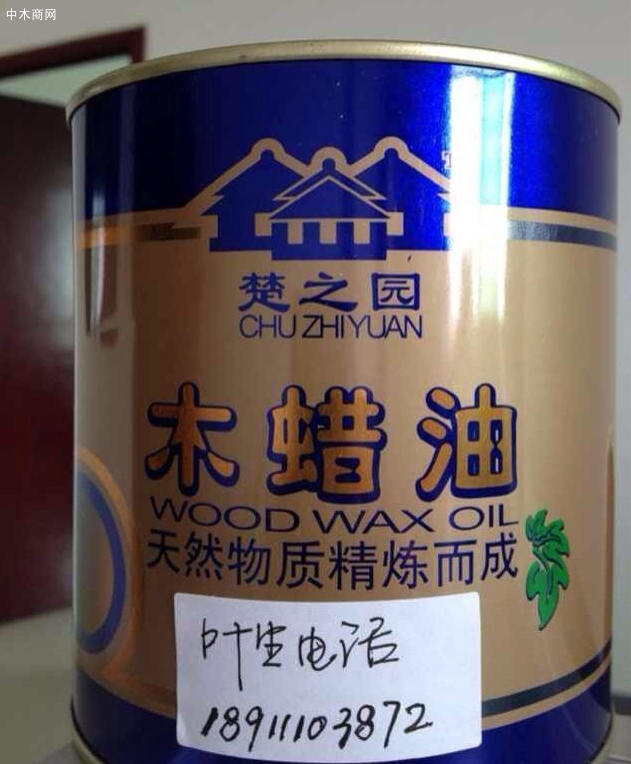 中木商网
楚之园
CHU ZHI YUAN
木蜡油
WOOD WAX OIL
天然物质精炼而成
叶生电话
18911103872